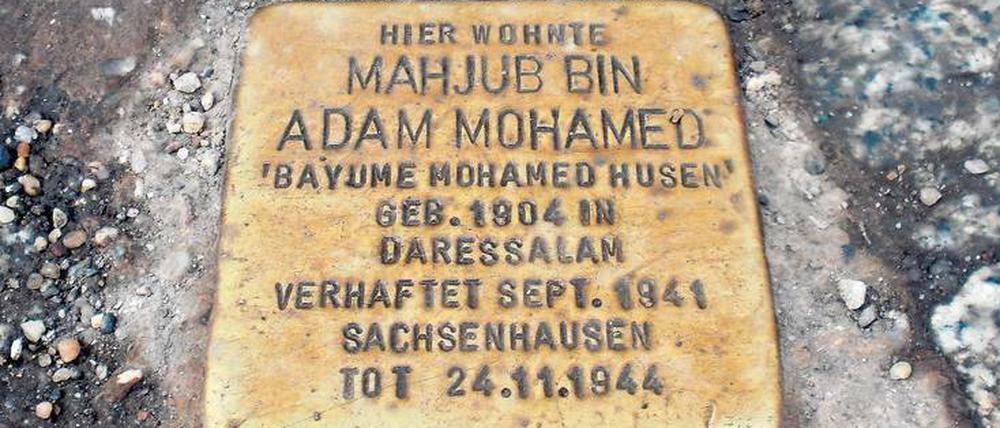 HIER WOHNTE
MAHJUB BIN
ADAM MOHAMED
'BAYUME MOHAMED HUSEN'
GEB. 1904 IN
DARESSALAM
VERHAFTET SEPT. 1941
SACHSENHAUSEN
TOT 24.11.1944